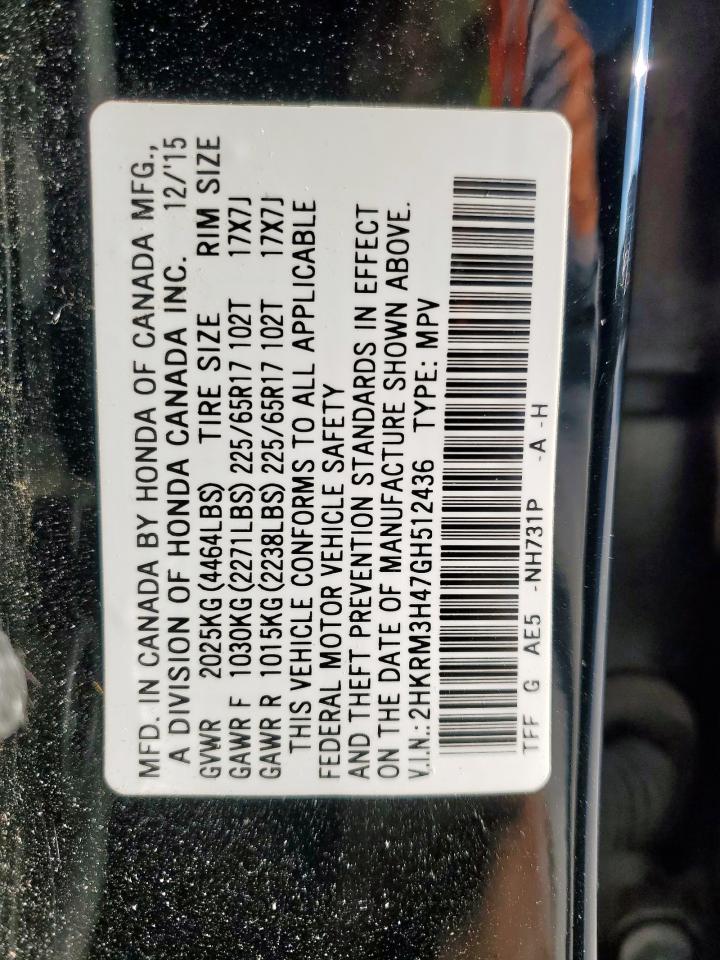 MFD. IN CANADA BY HONDA OF CANADA MFG.,
A DIVISION OF HONDA CANADA INC. 12/'15
GVWR 2025KG(4464LBS) TIRE SIZE RIM SIZE
GAWR F 1030KG(2271LBS) 225/65R17 102T 17X7J
GAWR R 1015KG(2238LBS) 225/65R17 102T 17X7J
THIS VEHICLE CONFORMS TO ALL APPLICABLE
FEDERAL MOTOR VEHICLE SAFETY
AND THEFT PREVENTION STANDARDS IN EFFECT
ON THE DATE OF MANUFACTURE SHOWN ABOVE.
V.I.N.:2HKRM3H47GH512436 TYPE: MPV
TFF G AE5 -NH731P -A -H